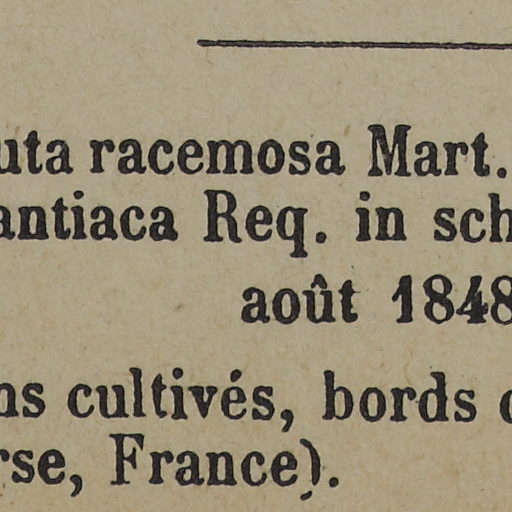 uta racemosa Mart.
antiaca Req. in sch
août 1848
ns cultivés, bords
rse, France).